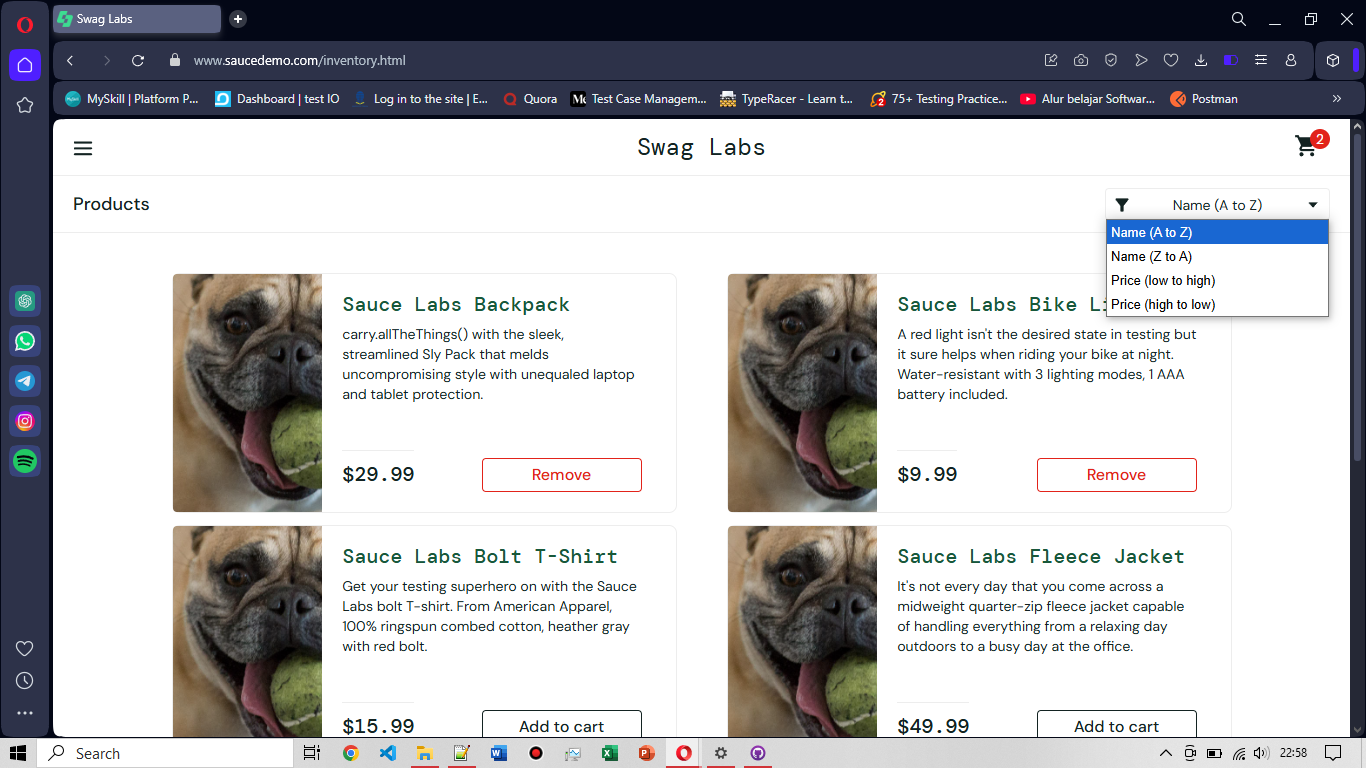 Swag Labs
www.saucedemo.com/inventory.html
MySkill | Platform P...
Dashboard | test IO
Log in to the site | E...
Quora
Test Case Managem...
TypeRacer - Learn t...
75+ Testing Practice...
Alur belajar Softwar...
Postman
Swag Labs
2
Products
Name (A to Z)
Name (A to Z)
Name (Z to A)
Price (low to high)
Price (high to low)
Sauce Labs Backpack
carry.allTheThings() with the sleek,
streamlined Sly Pack that melds
uncompromising style with unequaled laptop
and tablet protection.
$29.99
Remove
Sauce Labs Bike Li
A red light isn't the desired state in testing but
it sure helps when riding your bike at night.
Water-resistant with 3 lighting modes, 1 AAA
battery included.
$9.99
Remove
Sauce Labs Bolt T-Shirt
Get your testing superhero on with the Sauce
Labs bolt T-shirt. From American Apparel,
100% ringspun combed cotton, heather gray
with red bolt.
$15.99
Add to cart
Sauce Labs Fleece Jacket
It's not every day that you come across a
midweight quarter-zip fleece jacket capable
of handling everything from a relaxing day
outdoors to a busy day at the office.
$49.99
Add to cart
Search
22:58